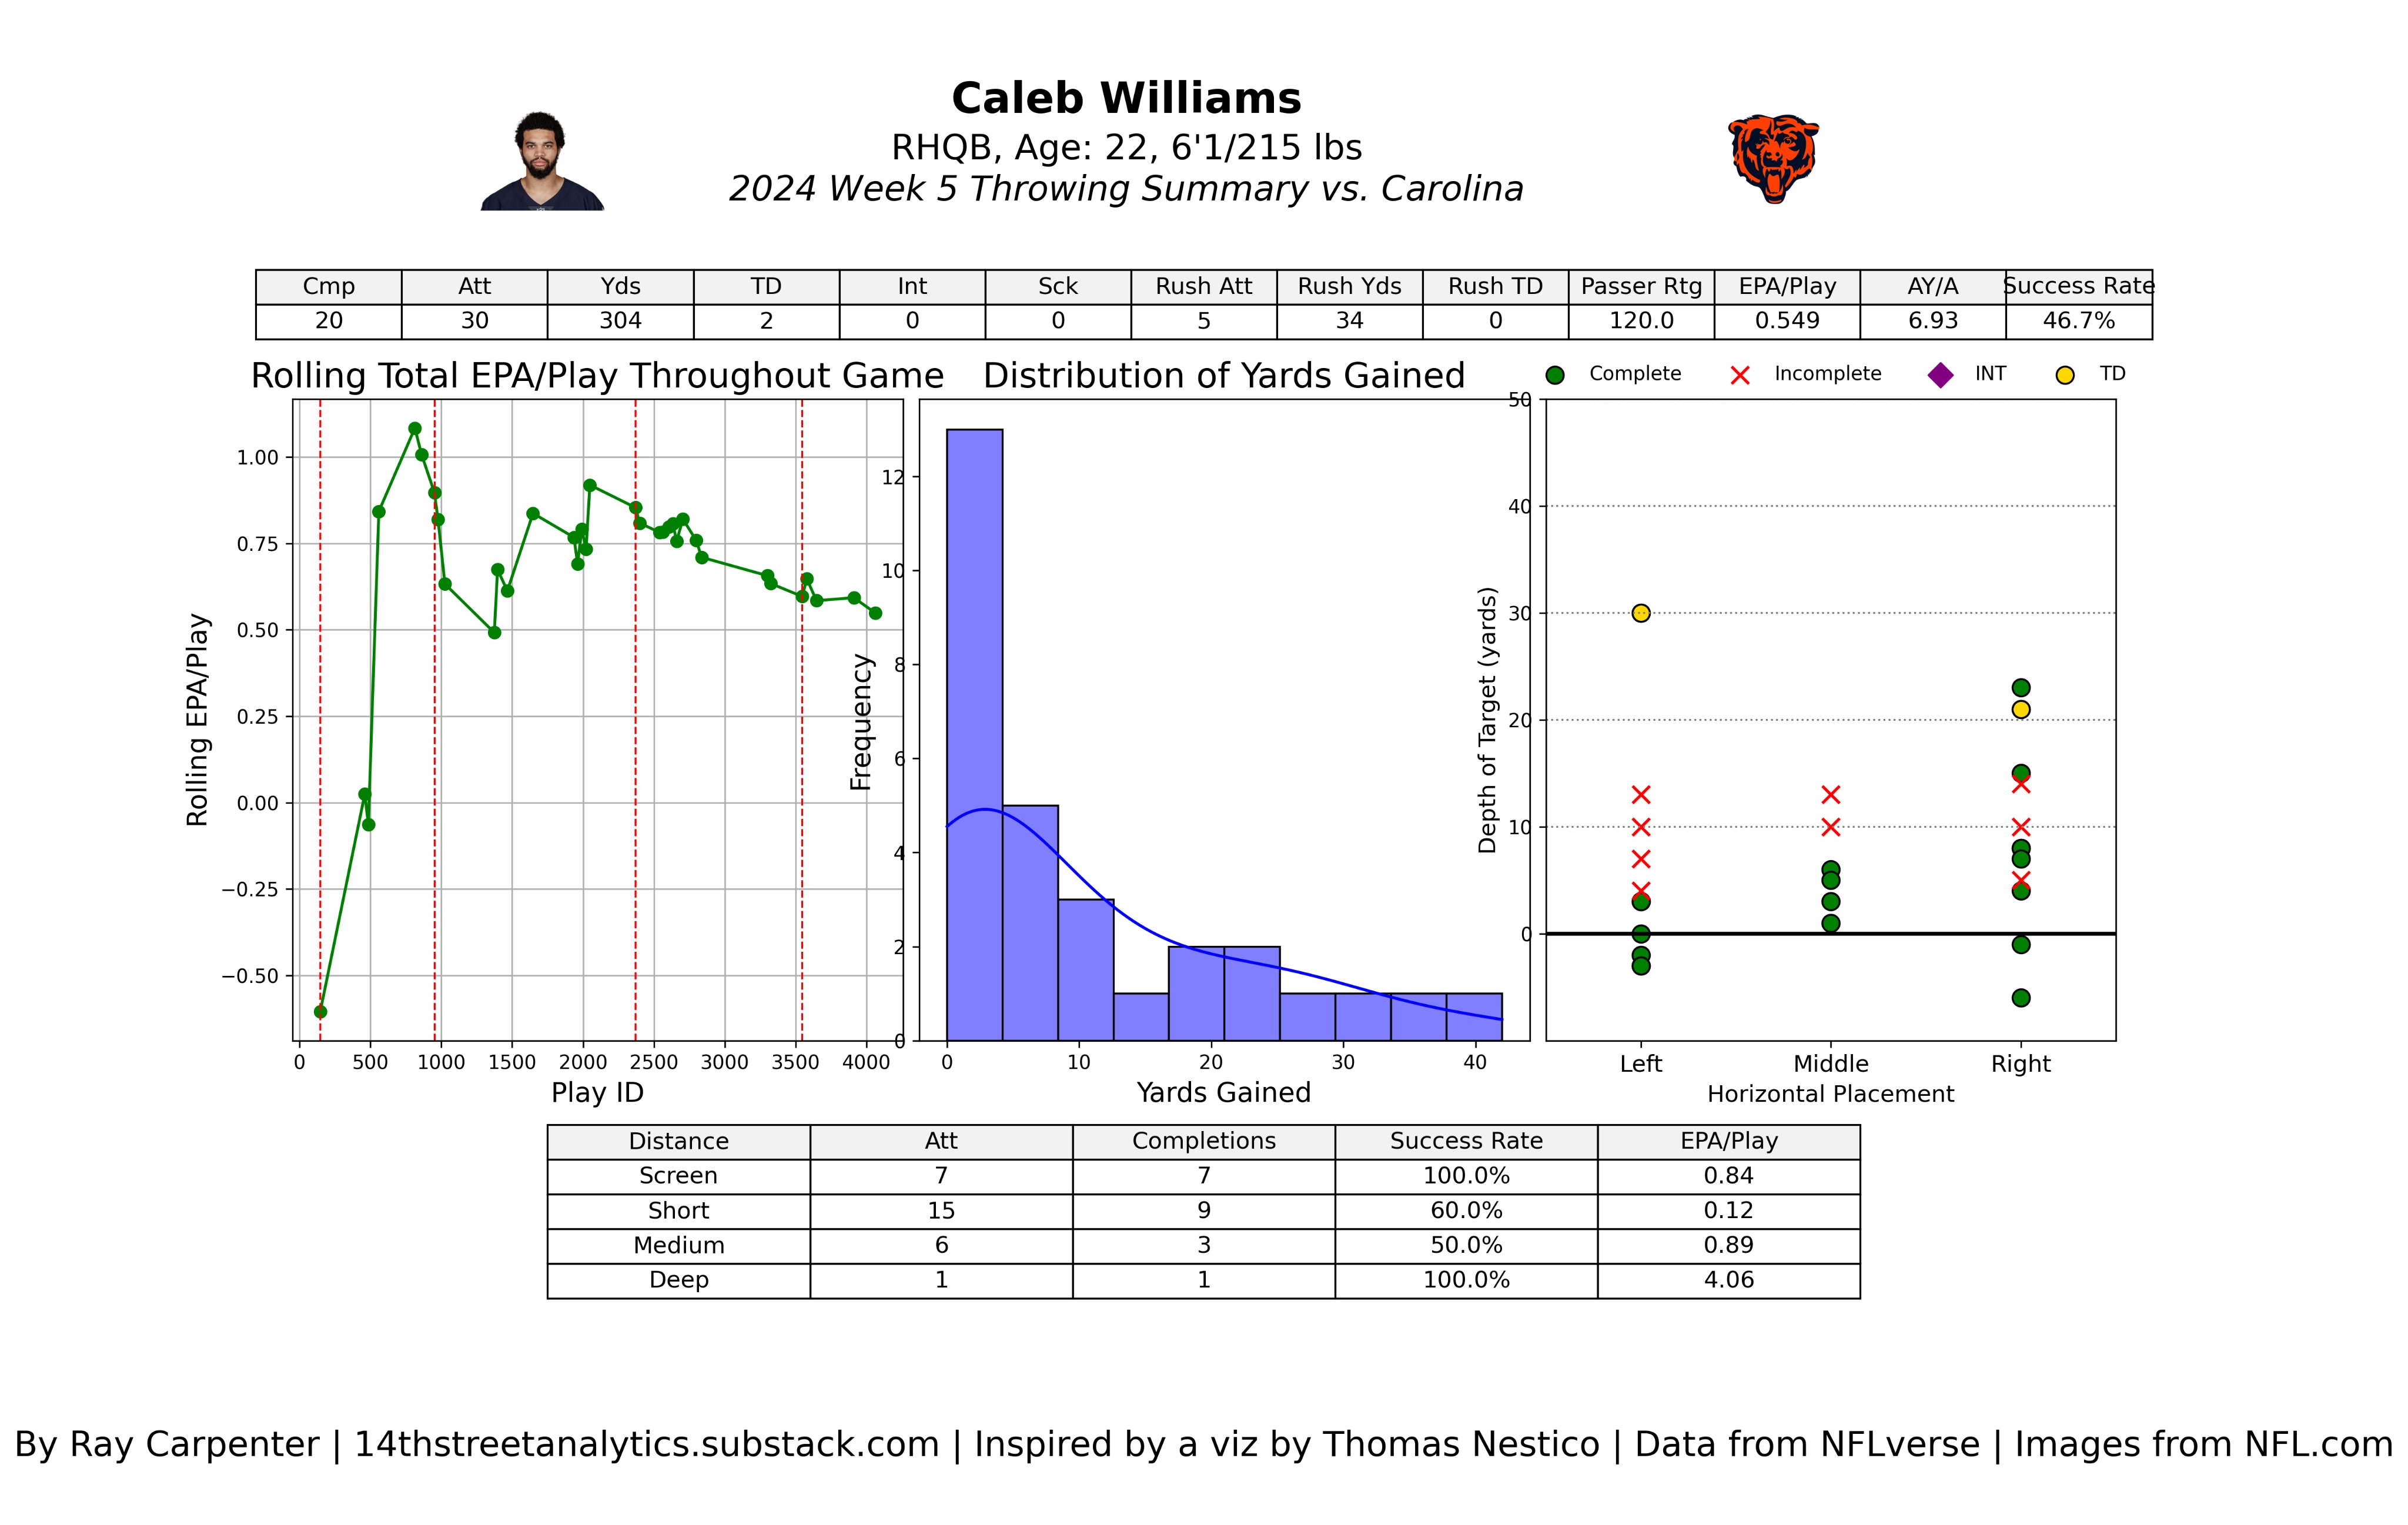 Caleb Williams
RHQB, Age: 22, 6'1/215 lbs
2024 Week 5 Throwing Summary vs. Carolina
Cmp Att Yds TD Int Sck Rush Att Rush Yds Rush TD Passer Rtg EPA/Play AY/A Success Rate
20 30 304 2 0 0 5 34 0 120.0 0.549 6.93 46.7%
Rolling Total EPA/Play Throughout Game
Rolling EPA/Play
1.00
0.75
0.50
0.25
0.00
−0.25
−0.50
0 500 1000 1500 2000 2500 3000 3500 4000
Play ID
Distribution of Yards Gained
Frequency
12
10
8
6
4
2
0
0 10 20 30 40
Yards Gained
Complete Incomplete INT TD
Depth of Target (yards)
50
40
30
20
10
0
Left Middle Right
Horizontal Placement
Distance Att Completions Success Rate EPA/Play
Screen 7 7 100.0% 0.84
Short 15 9 60.0% 0.12
Medium 6 3 50.0% 0.89
Deep 1 1 100.0% 4.06
By Ray Carpenter | 14thstreetanalytics.substack.com | Inspired by a viz by Thomas Nestico | Data from NFLverse | Images from NFL.com